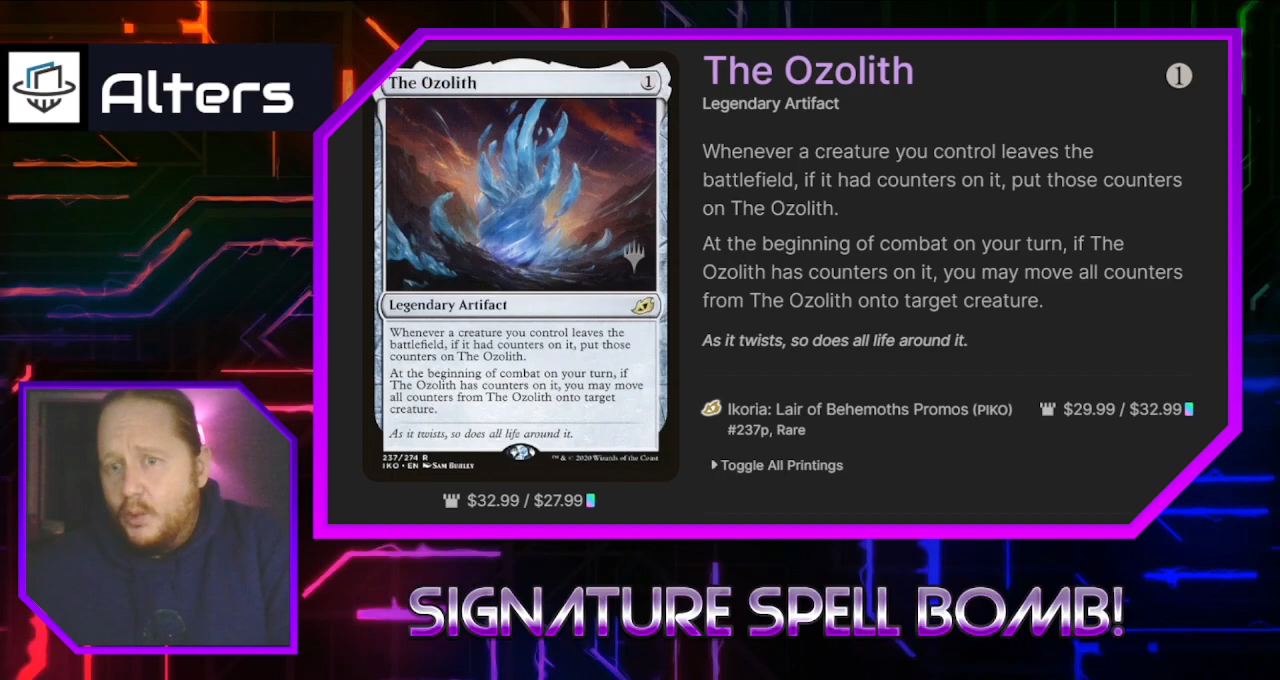 Alters
The Ozolith
1
Whenever a creature you control leaves the
battlefield, if it had counters on it, put those
counters on The Ozolith.
At the beginning of combat on your turn, if
The Ozolith has counters on it, you may move
all counters from The Ozolith onto target
creature.
As it twists, so does all life around it.
Legendary Artifact
237/274 R
IKO • EN SAM BURLEY
™ & © 2020 Wizards of the Coast
$32.99 / $27.99
The Ozolith
1
Legendary Artifact
Whenever a creature you control leaves the
battlefield, if it had counters on it, put those counters
on The Ozolith.
At the beginning of combat on your turn, if The
Ozolith has counters on it, you may move all counters
from The Ozolith onto target creature.
As it twists, so does all life around it.
Ikoria: Lair of Behemoths Promos (PIKO)
$29.99 / $32.99
#237p, Rare
Toggle All Printings
SIGNATURE SPELL BOMB!